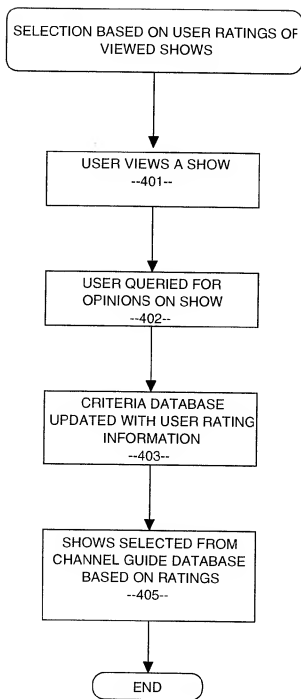 SELECTION BASED ON USER RATINGS OF
VIEWED SHOWS
USER VIEWS A SHOW
--401--
USER QUERIED FOR
OPINIONS ON SHOW
--402--
CRITERIA DATABASE
UPDATED WITH USER RATING
INFORMATION
--403--
SHOWS SELECTED FROM
CHANNEL GUIDE DATABASE
BASED ON RATINGS
--405--
END